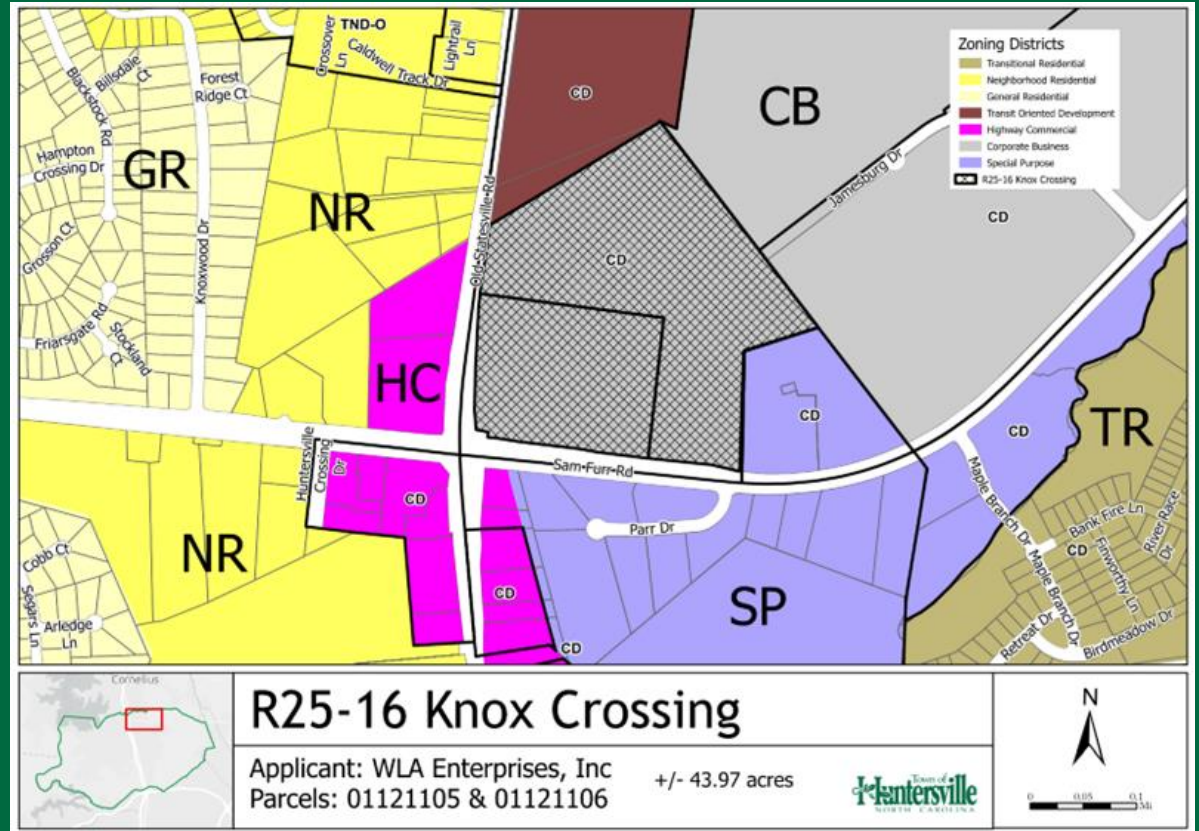 TND-O
Crossover Ln
Caldwell Track Dr
Lightrail Ln
Blackstock Rd
Billsdale Ct
Forest Ridge Ct
Hampton Crossing Dr
GR
NR
Knoxwood Dr
Grosson Ct
Friarsgate Rd
Stockland Ct
Old Statesville Rd
CD
CB
Jamesburg Dr
CD
CD
Zoning Districts
Transitional Residential
Neighborhood Residential
General Residential
Transit Oriented Development
Highway Commercial
Corporate Business
Special Purpose
R25-16 Knox Crossing
HC
CD
CD
TR
Huntersville Crossing Dr
Sam Furr Rd
CD
Parr Dr
NR
CD
SP
CD
Maple Branch Dr
Maple Branch Dr
Bank Fire Ln
CD
Finworthy Ln
River Race Dr
Retreat Dr
Birdmeadow Dr
Cobb Ct
Segars Ln
Arledge Ln
Cornelius
R25-16 Knox Crossing
Applicant: WLA Enterprises, Inc
Parcels: 01121105 & 01121106
+/- 43.97 acres
Town of
Huntersville
NORTH CAROLINA
N
0 0.05 0.1
Mi